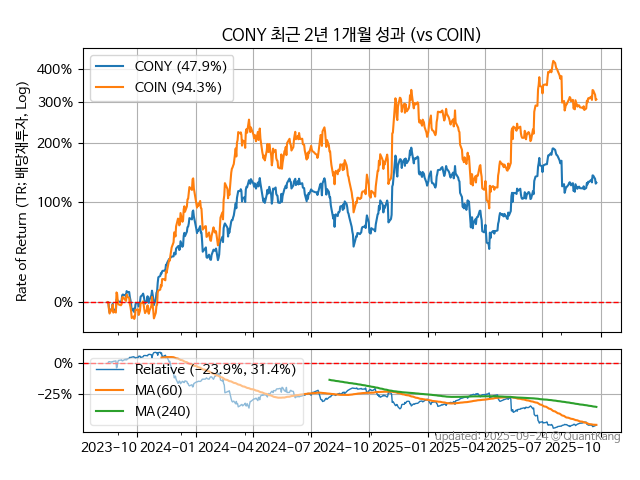 CONY 최근 2년 1개월 성과 (vs COIN)
Rate of Return (TR: 배당재투자, Log)
400%
300%
200%
100%
0%
CONY (47.9%)
COIN (94.3%)
0%
−25%
Relative (−23.9%, 31.4%)
MA(60)
MA(240)
updated: 2025-09-24 © QuantKang
2023-10 2024-01 2024-04 2024-07 2024-10 2025-01 2025-04 2025-07 2025-10